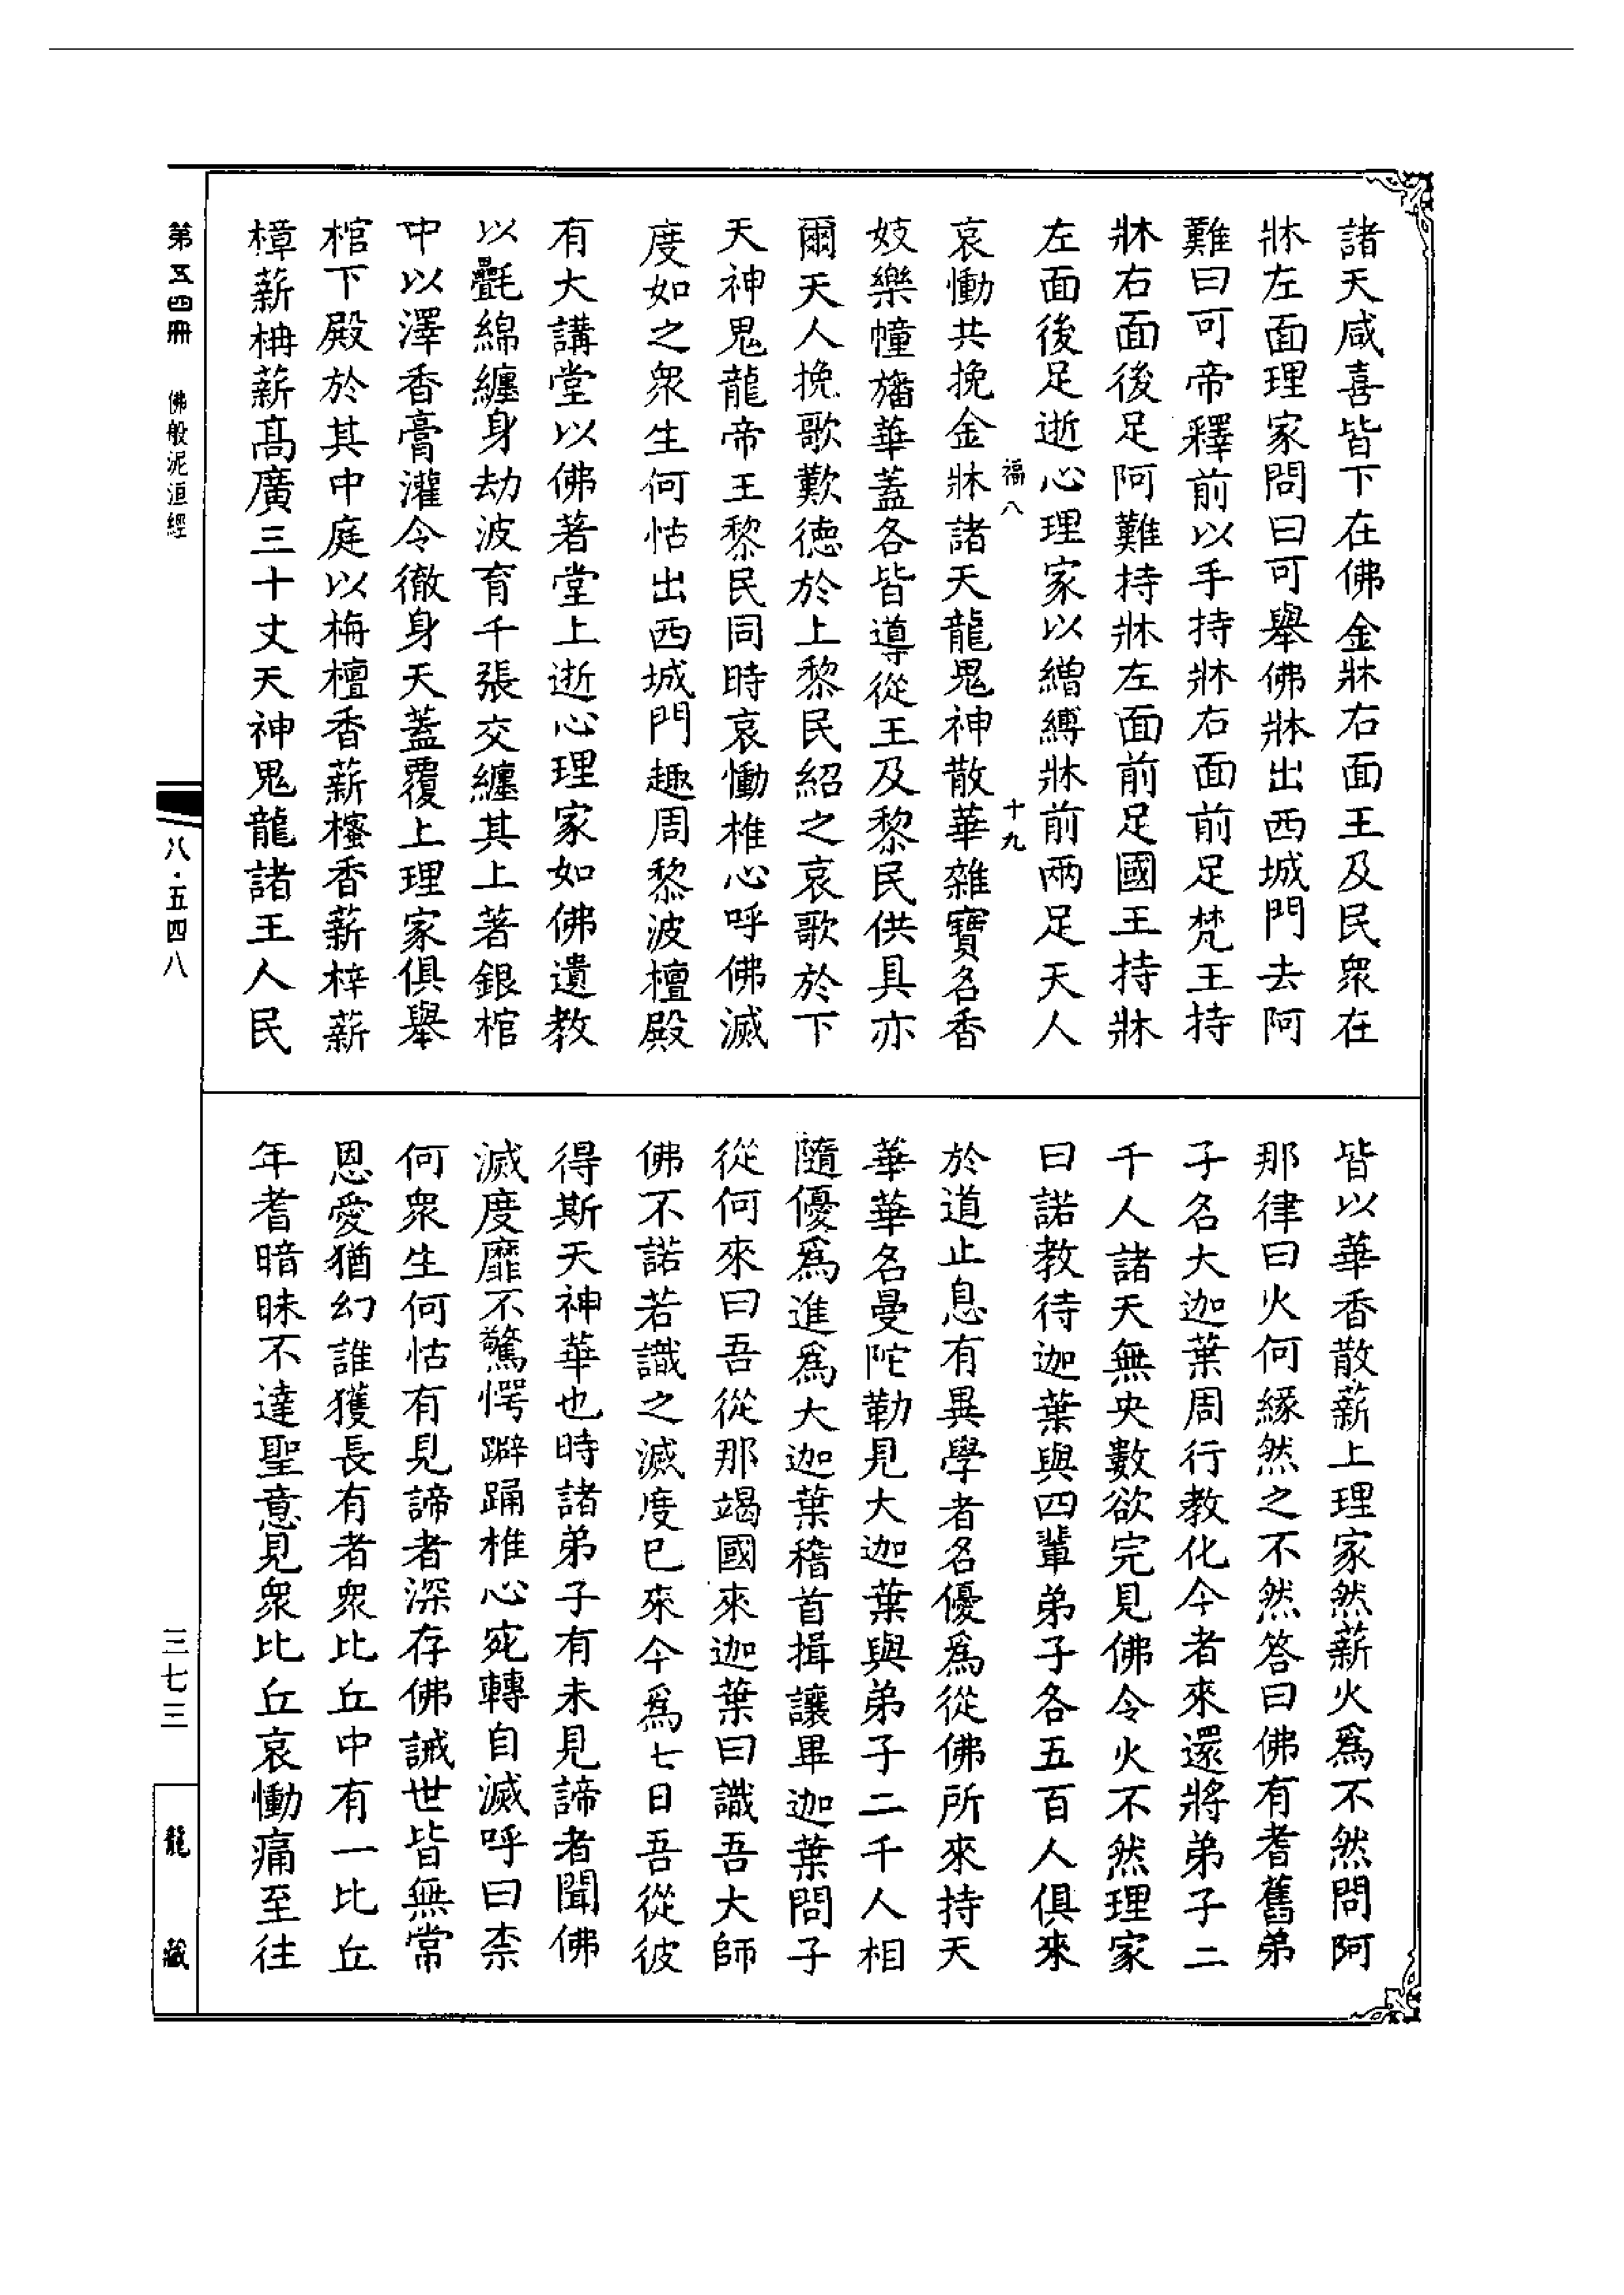 諸天咸喜皆下在佛金牀右面王及民衆在
牀左面理家問曰可舉佛牀出西城門去阿
難曰可帝釋前以手持牀右面前足梵王持
牀右面後足阿難持牀左面前足國王持牀
左面後足逝心理家以繒縛牀前兩足天人
福八 十九
哀慟共挽金牀諸天龍鬼神散華雜寶名香
妓樂幢旛華蓋各皆導從王及黎民供具亦
爾天人挽歌歎德於上黎民紹之哀歌於下
天神鬼龍帝王黎民同時哀慟椎心呼佛滅
度如之衆生何怙出西城門趣周黎波檀殿
有大講堂以佛著堂上逝心理家如佛遺教
以㲲綿纏身劫波育千張交纏其上著銀棺
中以澤香膏灌令徹身天蓋覆上理家俱舉
棺下殿於其中庭以栴檀香薪櫁香薪梓薪
樟薪栴薪高廣三十丈天神鬼龍諸王人民
皆以華香散薪上理家然薪火爲不然問阿
那律曰火何緣然之不然答曰佛有耆舊弟
子名大迦葉周行教化今者來還將弟子二
千人諸天無央數欲完見佛令火不然理家
曰諾教待迦葉與四輩弟子各五百人俱來
於道止息有異學者名優爲從佛所來持天
華華名曼陀勒見大迦葉與弟子二千人相
隨優爲進爲大迦葉稽首揖讓畢迦葉問子
從何來曰吾從那竭國來迦葉曰識吾大師
佛不諾若識之滅度已來今爲七日吾從彼
得斯天神華也時諸弟子有未見諦者聞佛
滅度靡不驚愕躃踊椎心宛轉自滅呼曰柰
何衆生何怙有見諦者深存佛誡世皆無常
恩愛猶幻誰獲長有者衆比丘中有一比丘
年耆暗昧不達聖意見衆比丘哀慟痛至往
第五四冊 佛般泥洹經
八·五四八
三七三
龍藏